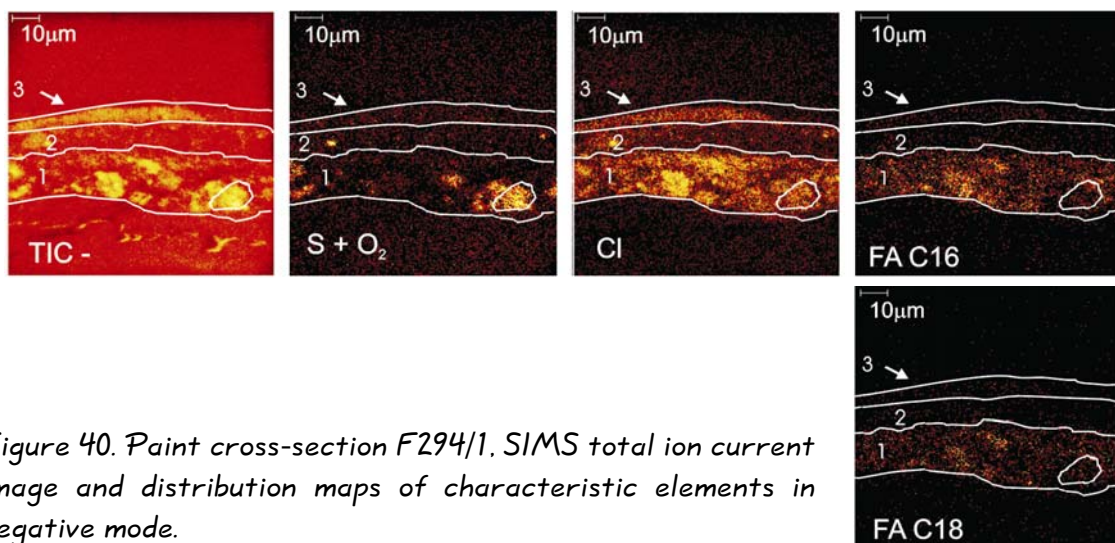 10µm
3
2
1
TIC -
10µm
3
2
1
S + O₂
10µm
3
2
1
Cl
10µm
3
2
1
FA C16
10µm
3
2
1
FA C18
igure 40. Paint cross-section F294/1, SIMS total ion current
mage and distribution maps of characteristic elements in
egative mode.